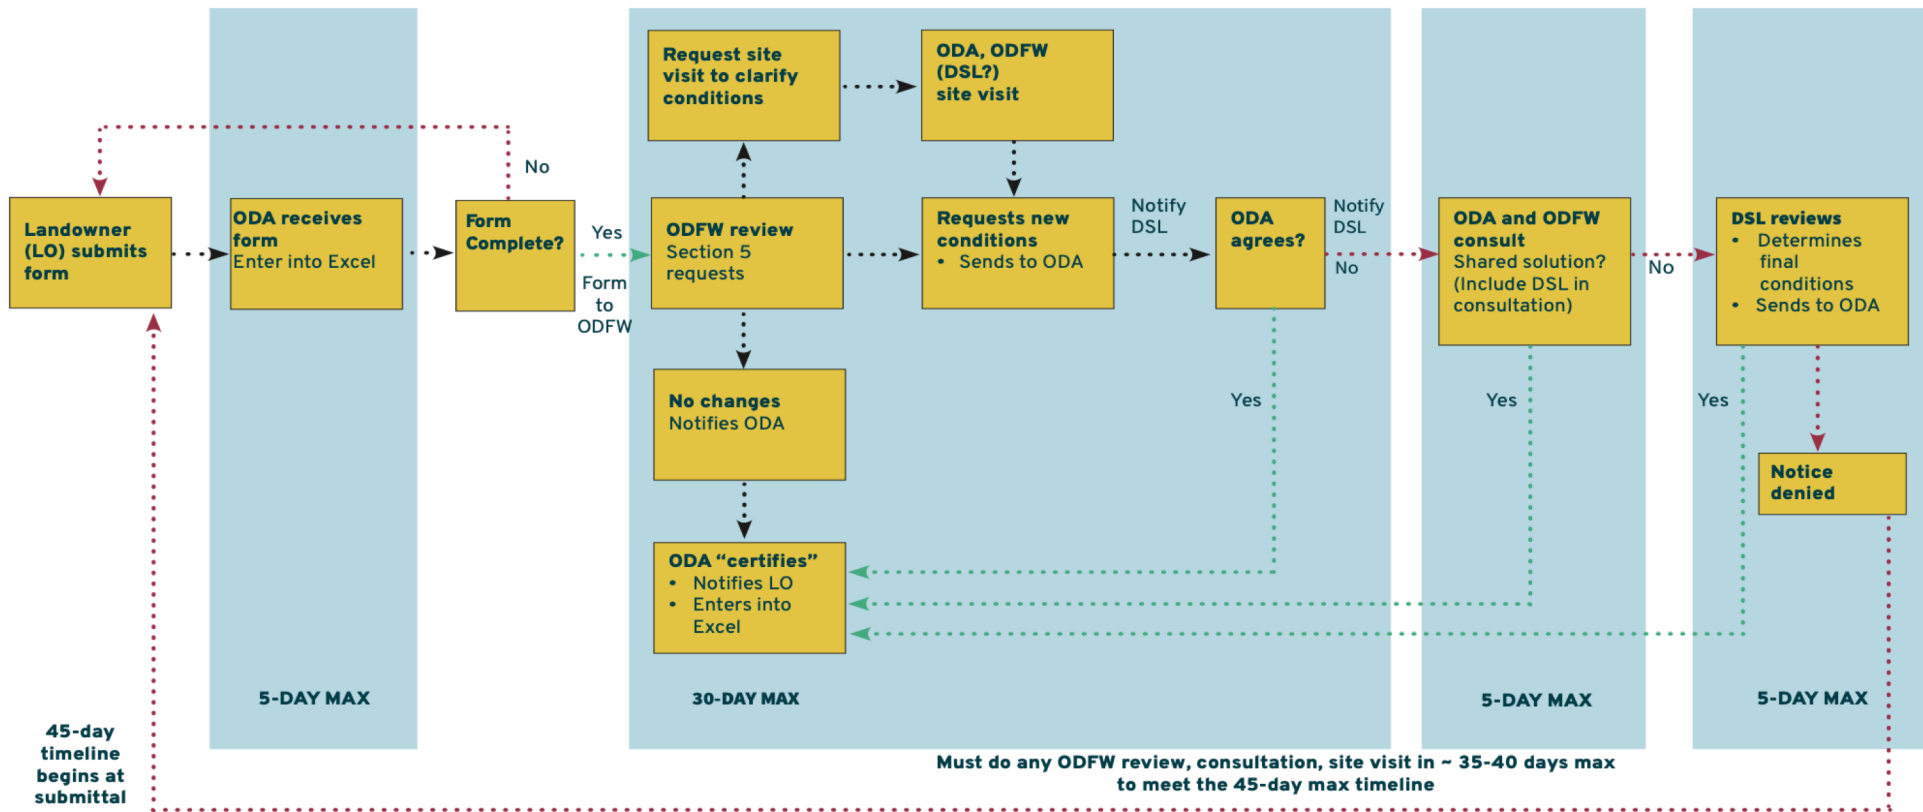 Landowner
(LO) submits
form
ODA receives
form
Enter into Excel
Form
Complete?
No
Yes
Form
to
ODFW
Request site
visit to clarify
conditions
ODA, ODFW
(DSL?)
site visit
ODFW review
Section 5
requests
Requests new
conditions
• Sends to ODA
Notify
DSL
ODA
agrees?
Notify
DSL
No
ODA and ODFW
consult
Shared solution?
(Include DSL in
consultation)
No
DSL reviews
• Determines
final
conditions
• Sends to ODA
No changes
Notifies ODA
Yes
Yes
Yes
Notice
denied
ODA “certifies”
• Notifies LO
• Enters into
Excel
5-DAY MAX
30-DAY MAX
5-DAY MAX
5-DAY MAX
45-day
timeline
begins at
submittal
Must do any ODFW review, consultation, site visit in ~ 35-40 days max
to meet the 45-day max timeline